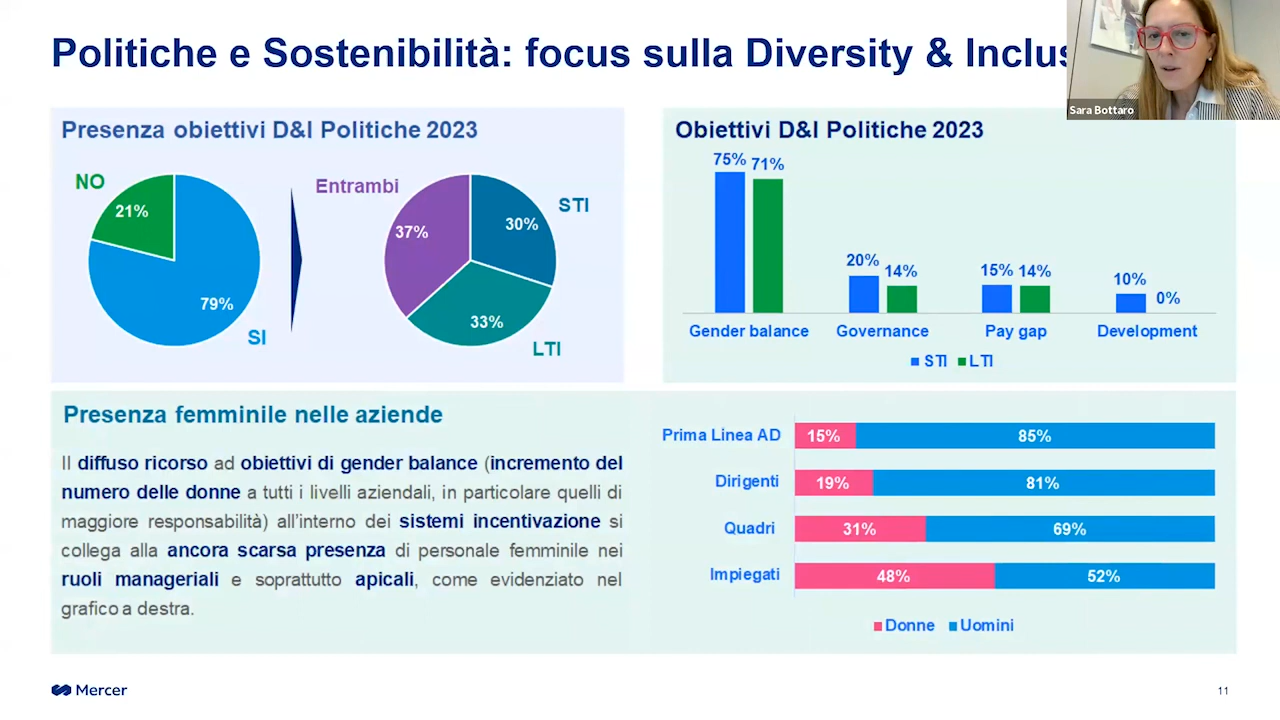 Politiche e Sostenibilità: focus sulla Diversity & Inclus
Sara Bottaro
Presenza obiettivi D&I Politiche 2023
NO
21%
79%
SI
Entrambi
37%
STI
30%
33%
LTI
Obiettivi D&I Politiche 2023
75% 71%
20% 14%
15% 14%
10% 0%
Gender balance Governance Pay gap Development
STI LTI
Presenza femminile nelle aziende
Il diffuso ricorso ad obiettivi di gender balance (incremento del
numero delle donne a tutti i livelli aziendali, in particolare quelli di
maggiore responsabilità) all'interno dei sistemi incentivazione si
collega alla ancora scarsa presenza di personale femminile nei
ruoli manageriali e soprattutto apicali, come evidenziato nel
grafico a destra.
Prima Linea AD 15% 85%
Dirigenti 19% 81%
Quadri 31% 69%
Impiegati 48% 52%
Donne Uomini
Mercer
11